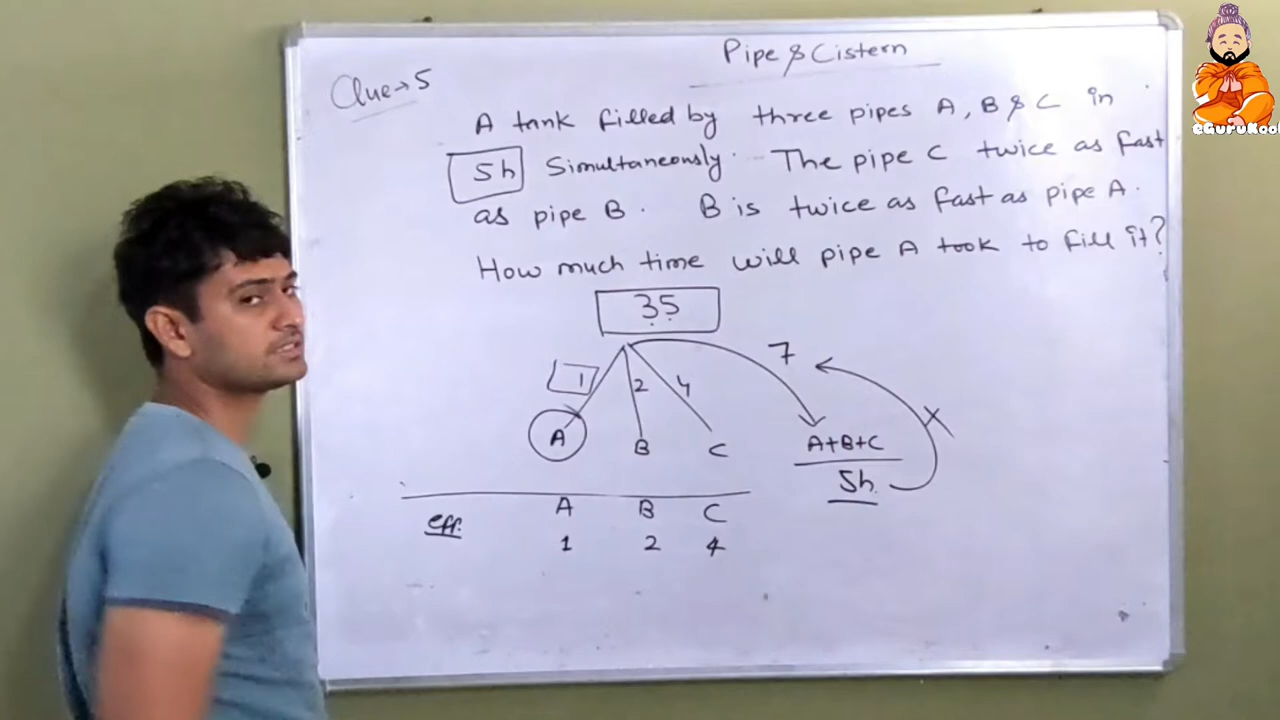 Pipe & Cistern
Clue→5
A tank filled by three pipes A, B & C in
5h Simultaneously. The pipe C twice as fast
as pipe B. B is twice as fast as pipe A.
How much time will pipe A took to fill it?
35
7
1 2 4
A B C
A+B+C
5h.
A B C
eff.
1 2 4
eGuruKool